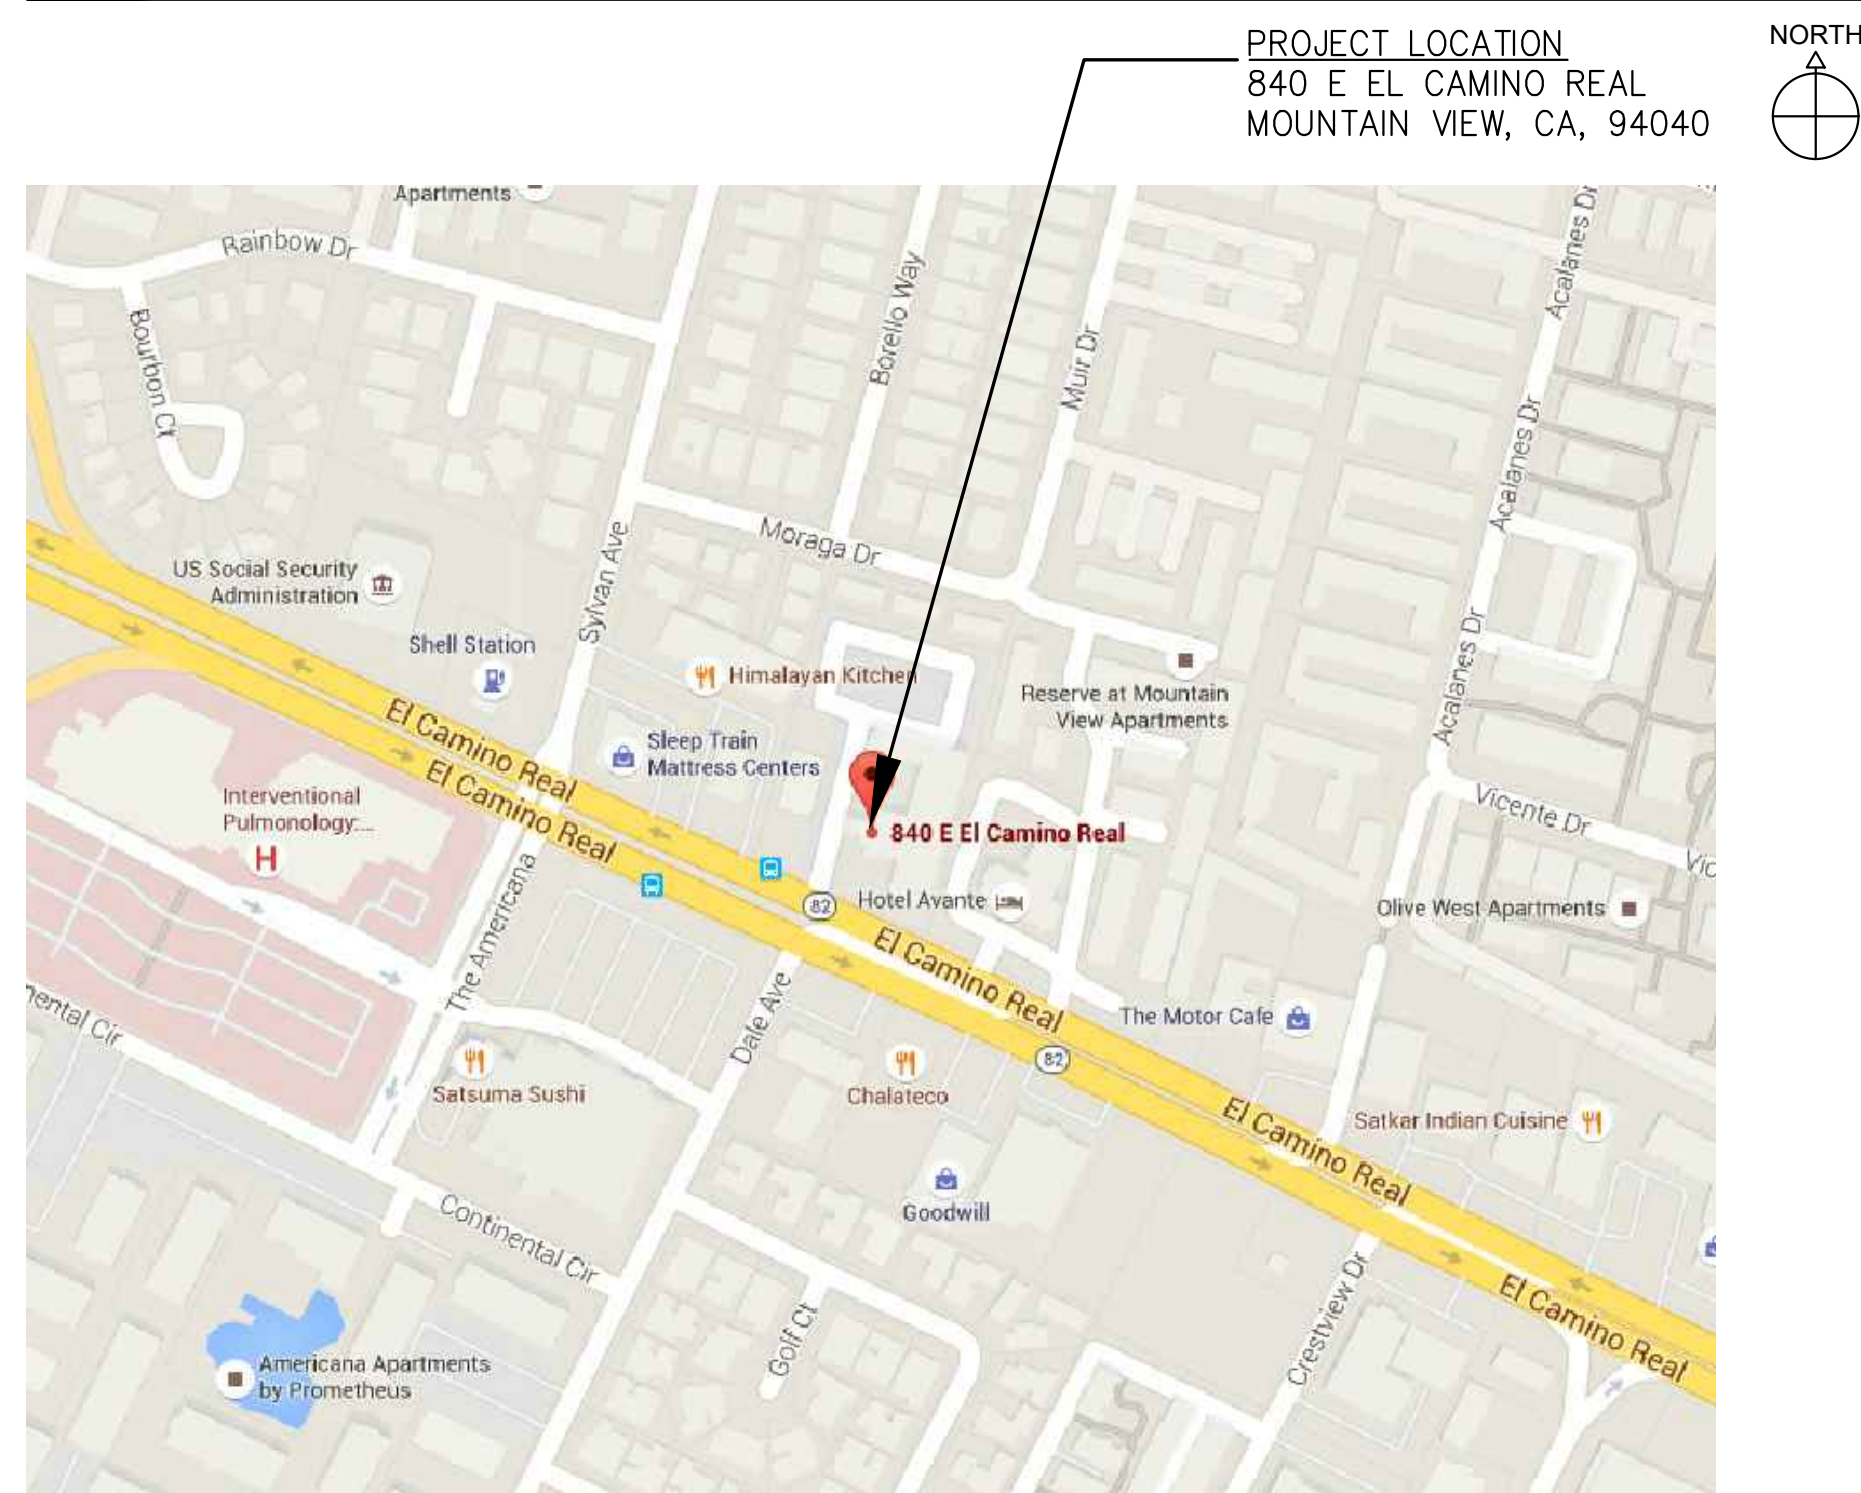 PROJECT LOCATION
840 E EL CAMINO REAL
MOUNTAIN VIEW, CA, 94040
NORTH
Apartments
Rainbow Dr
Bourbon Ct
Borello Way
Muir Dr
Acalanes Dr
Acalanes Dr
Acalanes Dr
Moraga Dr
Sylvan Ave
US Social Security
Administration
Shell Station
Himalayan Kitchen
Reserve at Mountain
View Apartments
Sleep Train
Mattress Centers
El Camino Real
El Camino Real
Interventional
Pulmonology:...
H
840 E El Camino Real
Vicente Dr
Vic
82
Hotel Avante
Olive West Apartments
El Camino Real
The Americana
Dale Ave
The Motor Cafe
nental Cir
82
Satsuma Sushi
Chalateco
El Camino Real
Satkar Indian Cuisine
Goodwill
Continental Cir
Crestview Dr
El Camino Real
Golf Ct
Americana Apartments
by Prometheus